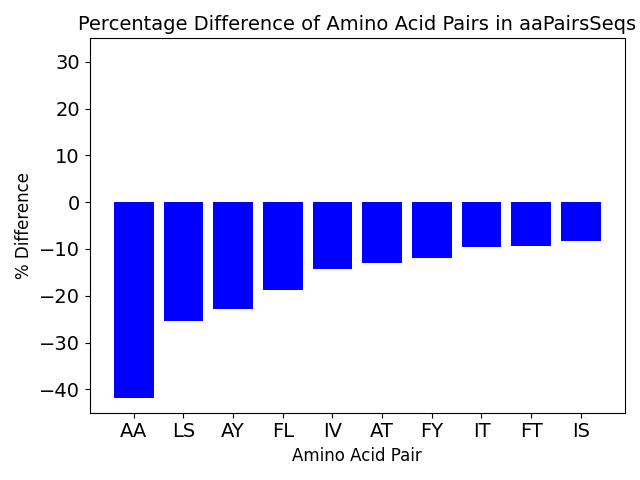 Percentage Difference of Amino Acid Pairs in aaPairsSeqs
30
20
10
0
−10
−20
−30
−40
% Difference
AA LS AY FL IV AT FY IT FT IS
Amino Acid Pair